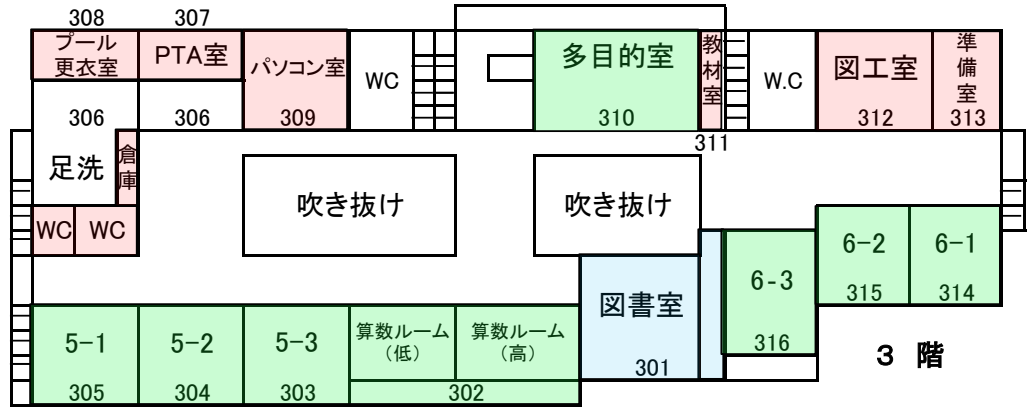 308
307
プール
更衣室
PTA室
パソコン室
WC
多目的室
教材室
W.C
図工室
準備室
306
306
309
310
311
312
313
足洗
倉庫
吹き抜け
吹き抜け
WC
WC
図書室
301
6-3
316
6-2
315
6-1
314
5-1
305
5-2
304
5-3
303
算数ルーム
（低）
算数ルーム
（高）
302
３ 階